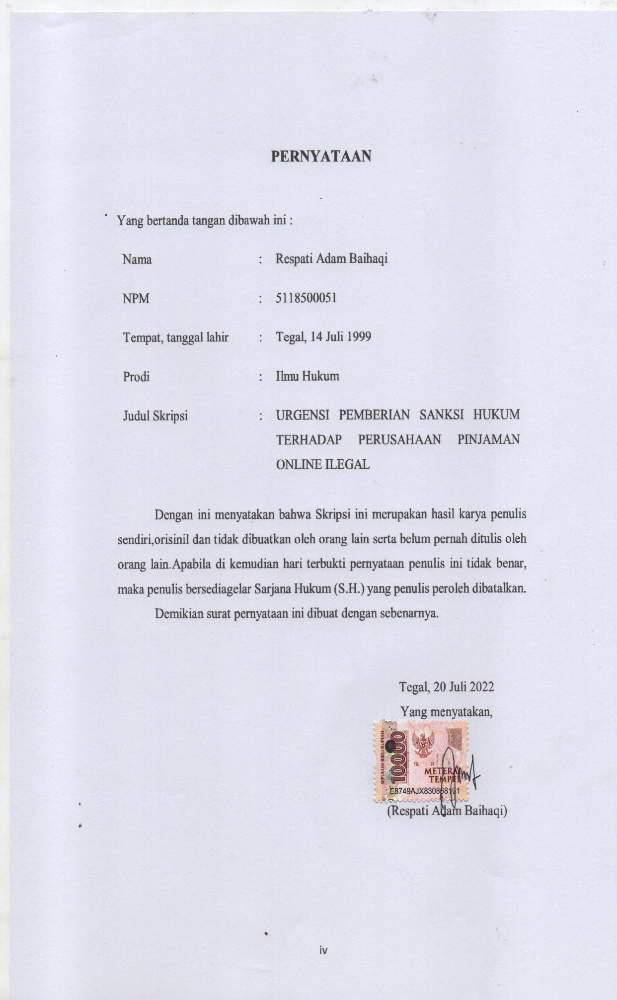 PERNYATAAN
Yang bertanda tangan dibawah ini :
Nama : Respati Adam Baihaqi
NPM : 5118500051
Tempat, tanggal lahir : Tegal, 14 Juli 1999
Prodi : Ilmu Hukum
Judul Skripsi : URGENSI PEMBERIAN SANKSI HUKUM
TERHADAP PERUSAHAAN PINJAMAN
ONLINE ILEGAL
Dengan ini menyatakan bahwa Skripsi ini merupakan hasil karya penulis
sendiri,orisinil dan tidak dibuatkan oleh orang lain serta belum pernah ditulis oleh
orang lain.Apabila di kemudian hari terbukti pernyataan penulis ini tidak benar,
maka penulis bersediagelar Sarjana Hukum (S.H.) yang penulis peroleh dibatalkan.
Demikian surat pernyataan ini dibuat dengan sebenarnya.
Tegal, 20 Juli 2022
Yang menyatakan,
SEPULUH RIBU RUPIAH
10000
TGL. 20
METERAI
TEMPEL
E8749AJX830868101
(Respati Adam Baihaqi)
iv